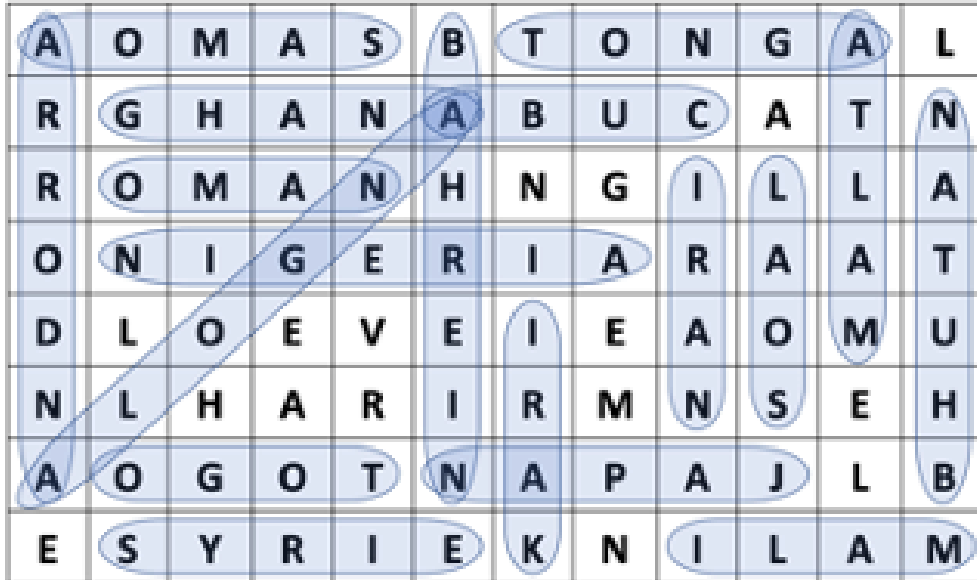 A O M A S B T O N G A L
R G H A N A B U C A T N
R O M A N H N G I L L A
O N I G E R I A R A A T
D L O E V E I E A O M U
N L H A R I R M N S E H
A O G O T N A P A J L B
E S Y R I E K N I L A M